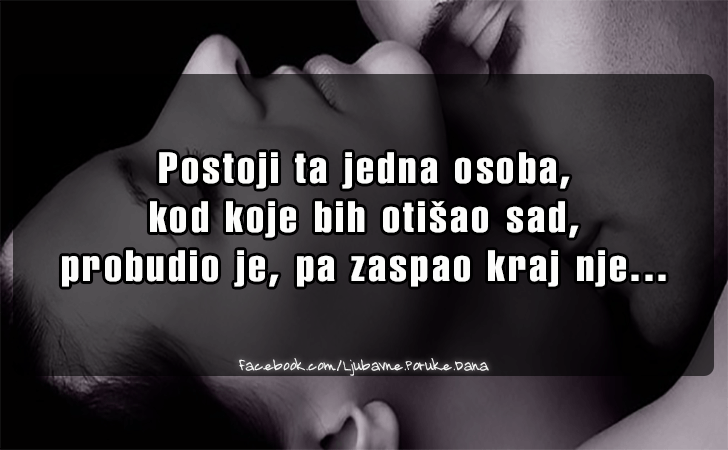 Postoji ta jedna osoba,
kod koje bih otišao sad,
probudio je, pa zaspao kraj nje...
facebook.com/Ljubavne.Poruke.Dana